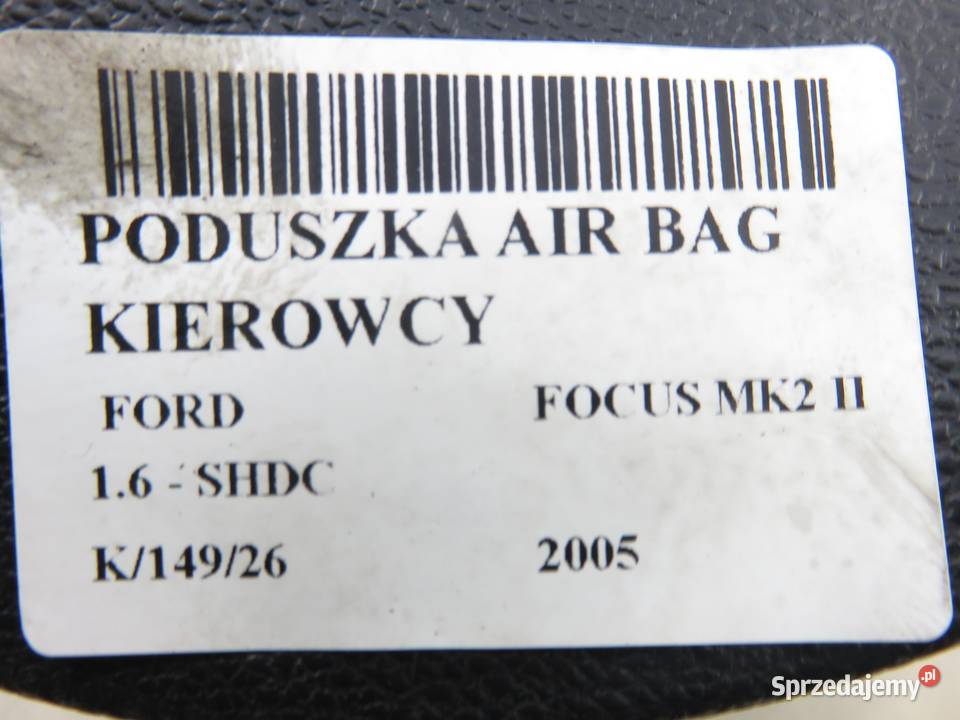 PODUSZKA AIR BAG
KIEROWCY
FORD FOCUS MK2 II
1.6 - SHDC
K/149/26 2005
Sprzedajemy.pl